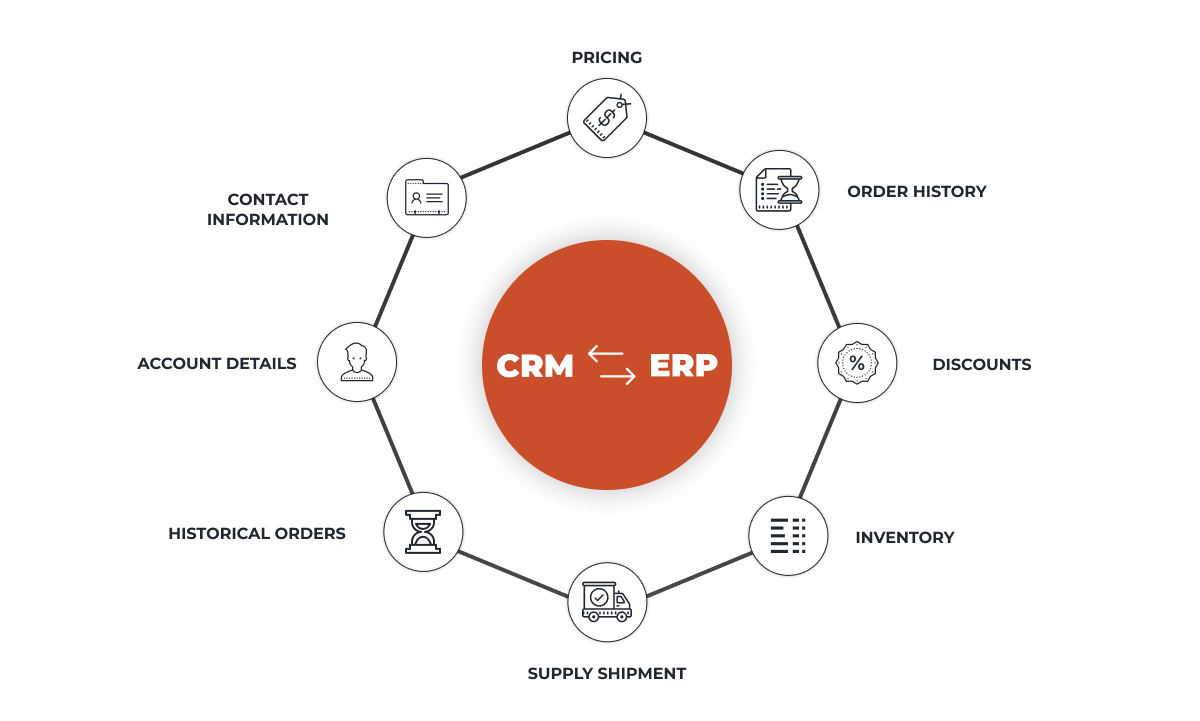 PRICING
ORDER HISTORY
CONTACT
INFORMATION
CRM ERP
ACCOUNT DETAILS
DISCOUNTS
HISTORICAL ORDERS
INVENTORY
SUPPLY SHIPMENT